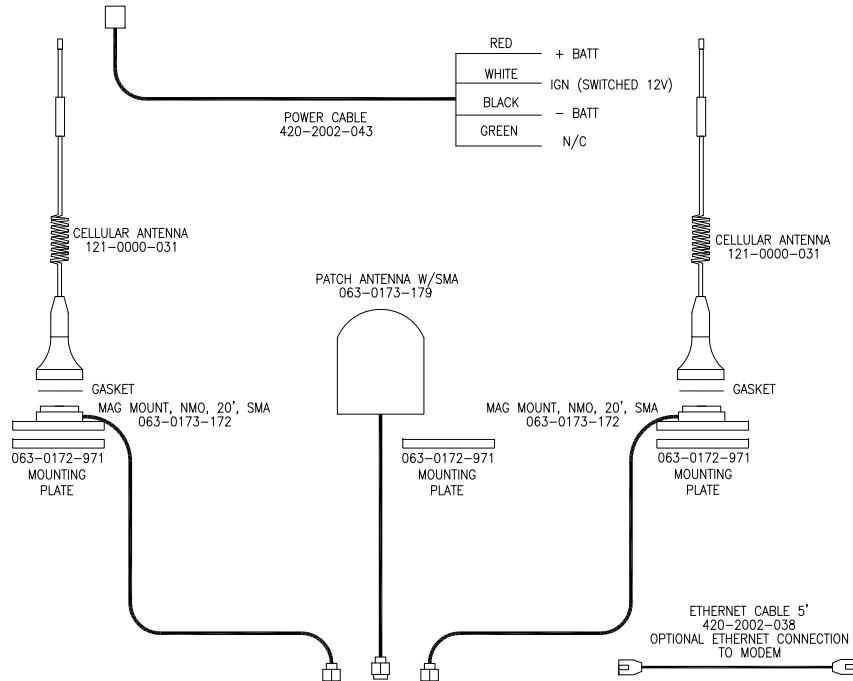 RED
+ BATT
WHITE
IGN (SWITCHED 12V)
BLACK
- BATT
GREEN
N/C
POWER CABLE
420-2002-043
CELLULAR ANTENNA
121-0000-031
CELLULAR ANTENNA
121-0000-031
PATCH ANTENNA W/SMA
063-0173-179
GASKET
MAG MOUNT, NMO, 20', SMA
063-0173-172
GASKET
MAG MOUNT, NMO, 20', SMA
063-0173-172
063-0172-971
MOUNTING
PLATE
063-0172-971
MOUNTING
PLATE
063-0172-971
MOUNTING
PLATE
ETHERNET CABLE 5'
420-2002-038
OPTIONAL ETHERNET CONNECTION
TO MODEM